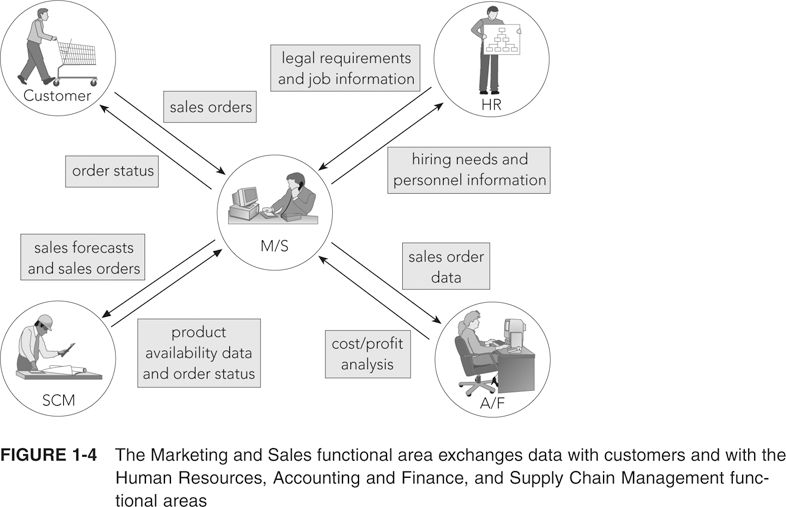 Customer
sales orders
order status
legal requirements
and job information
HR
hiring needs and
personnel information
M/S
sales forecasts
and sales orders
SCM
product
availability data
and order status
sales order
data
cost/profit
analysis
A/F
FIGURE 1-4 The Marketing and Sales functional area exchanges data with customers and with the
Human Resources, Accounting and Finance, and Supply Chain Management func-
tional areas